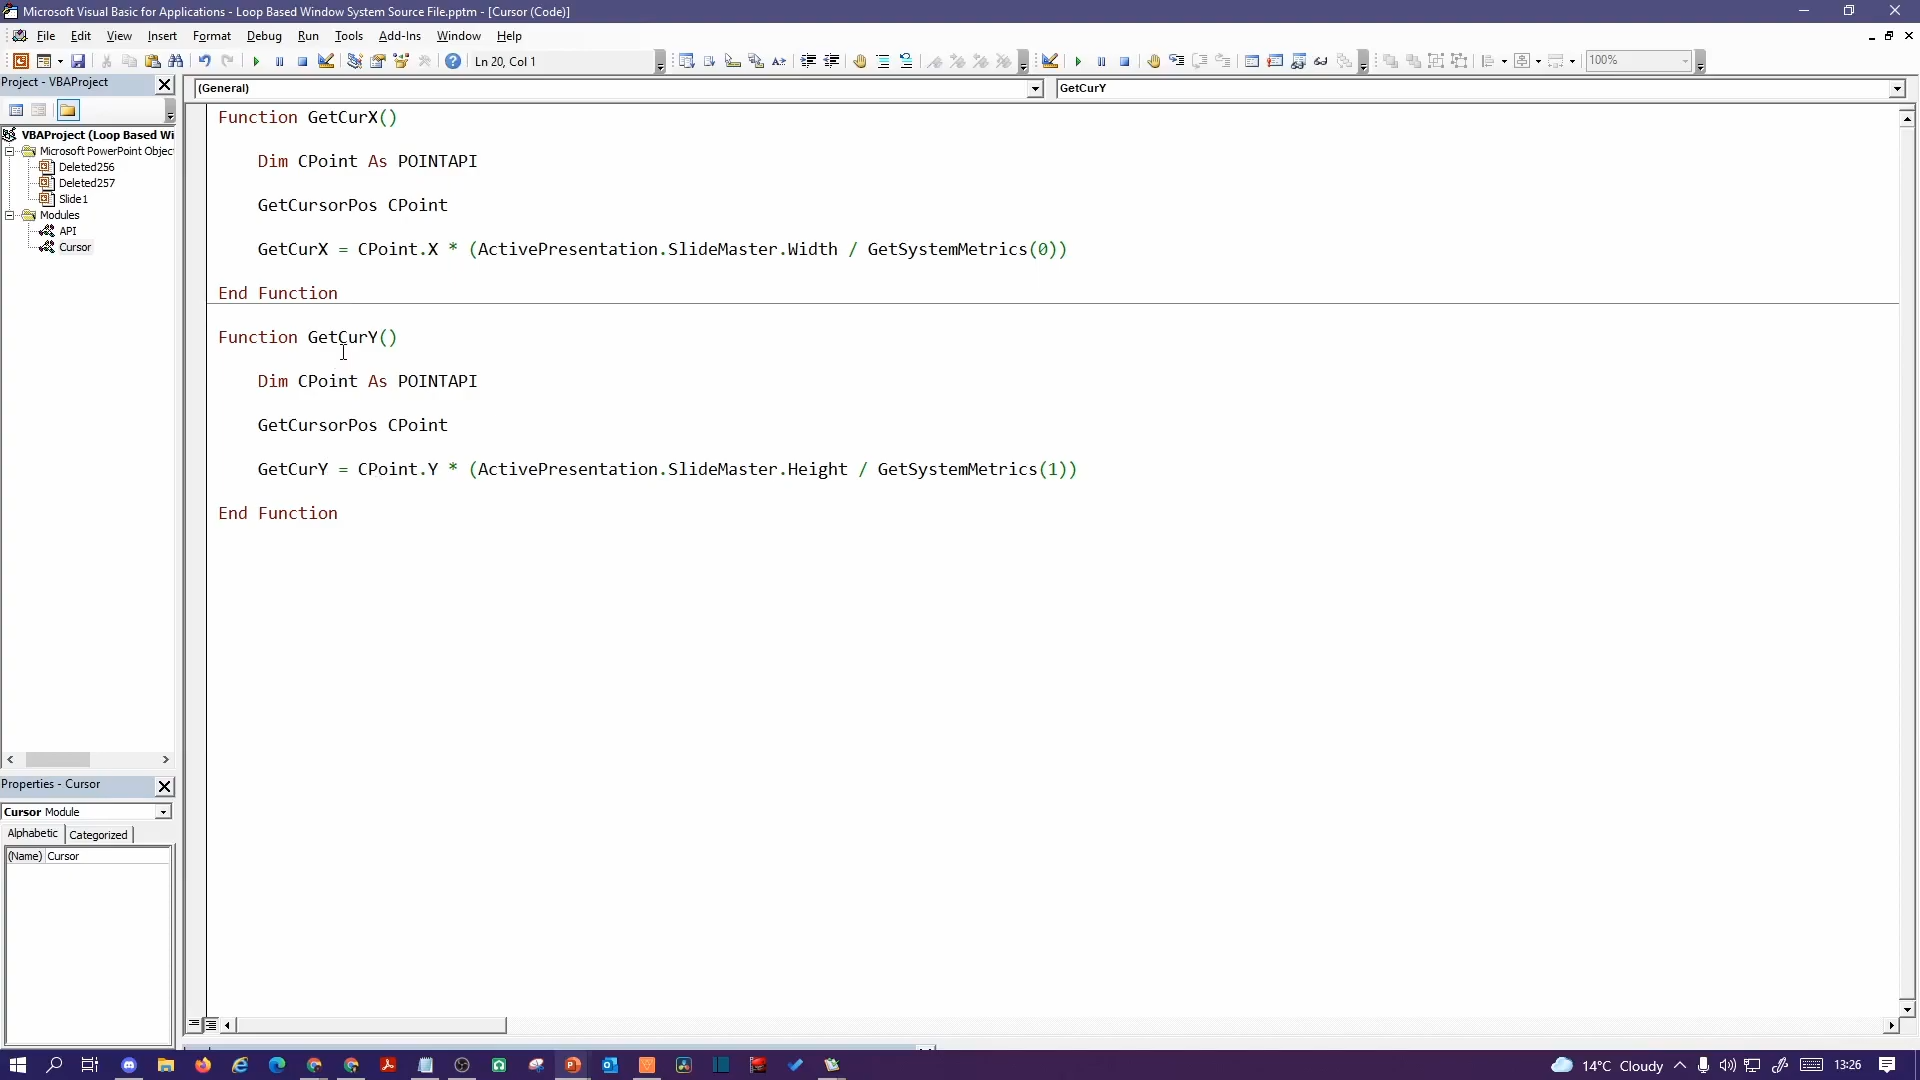 Microsoft Visual Basic for Applications - Loop Based Window System Source File.pptm - [Cursor (Code)]
File Edit View Insert Format Debug Run Tools Add-Ins Window Help
Ln 20, Col 1
100%
Project - VBAProject
(General)
GetCurY
VBAProject (Loop Based Wi
Microsoft PowerPoint Objec
Deleted256
Deleted257
Slide1
Modules
API
Cursor
Function GetCurX()
Dim CPoint As POINTAPI
GetCursorPos CPoint
GetCurX = CPoint.X * (ActivePresentation.SlideMaster.Width / GetSystemMetrics(0))
End Function
Function GetCurY()
Dim CPoint As POINTAPI
GetCursorPos CPoint
GetCurY = CPoint.Y * (ActivePresentation.SlideMaster.Height / GetSystemMetrics(1))
End Function
Properties - Cursor
Cursor Module
Alphabetic Categorized
(Name) Cursor
14°C Cloudy
13:26